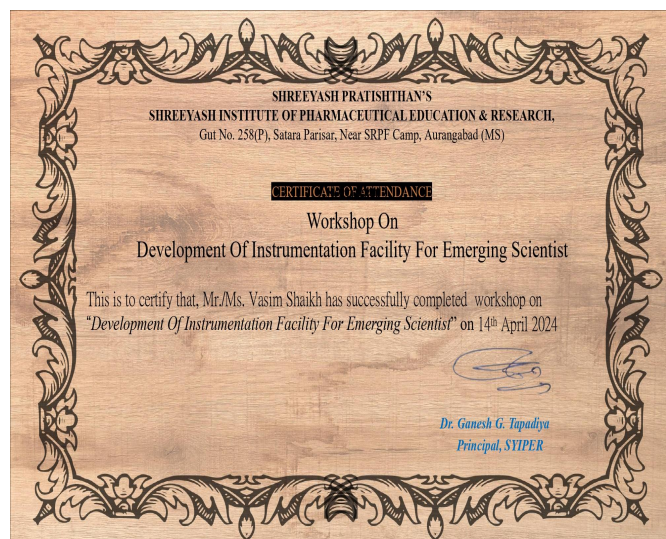 SHREEYASH PRATISHTHAN'S
SHREEYASH INSTITUTE OF PHARMACEUTICAL EDUCATION & RESEARCH,
Gut No. 258(P), Satara Parisar, Near SRPF Camp, Aurangabad (MS)
CERTIFICATE OF ATTENDANCE
Workshop On
Development Of Instrumentation Facility For Emerging Scientist
This is to certify that, Mr./Ms. Vasim Shaikh has successfully completed workshop on
“Development Of Instrumentation Facility For Emerging Scientist” on 14th April 2024
Dr. Ganesh G. Tapadiya
Principal, SYIPER